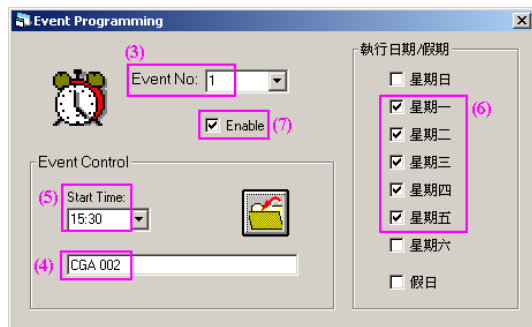 Event Programming
(3)
Event No: 1
Enable (7)
Event Control
(5) Start Time:
15:30
(4) CGA 002
執行日期/假期
星期日
星期一 (6)
星期二
星期三
星期四
星期五
星期六
假日